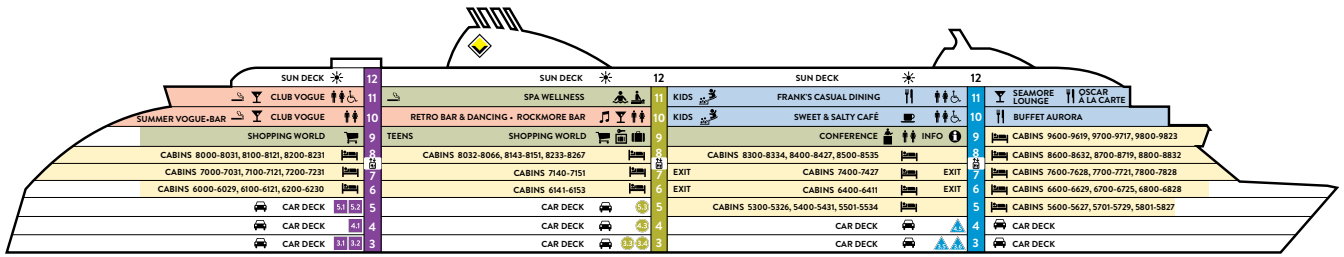 SUN DECK 12 SUN DECK 12 SUN DECK 12
CLUB VOGUE 11 SPA WELLNESS 11 KIDS FRANK'S CASUAL DINING 11 SEAMORE LOUNGE OSCAR A LA CARTE
SUMMER VOGUE•BAR CLUB VOGUE 10 RETRO BAR & DANCING • ROCKMORE BAR 10 KIDS SWEET & SALTY CAFÉ 10 BUFFET AURORA
SHOPPING WORLD 9 TEENS SHOPPING WORLD 9 CONFERENCE INFO 9 CABINS 9600-9619, 9700-9717, 9800-9823
CABINS 8000-8031, 8100-8121, 8200-8231 8 CABINS 8032-8066, 8143-8151, 8233-8267 8 CABINS 8300-8334, 8400-8427, 8500-8535 8 CABINS 8600-8632, 8700-8719, 8800-8832
CABINS 7000-7031, 7100-7121, 7200-7231 7 CABINS 7140-7151 7 EXIT CABINS 7400-7427 EXIT 7 CABINS 7600-7628, 7700-7721, 7800-7828
CABINS 6000-6029, 6100-6121, 6200-6230 6 CABINS 6141-6153 6 EXIT CABINS 6400-6411 EXIT 6 CABINS 6600-6629, 6700-6725, 6800-6828
CAR DECK 5.1 5.2 5 CAR DECK 5.3 5 CABINS 5300-5326, 5400-5431, 5501-5534 5 CABINS 5600-5627, 5701-5729, 5801-5827
CAR DECK 4.1 4 CAR DECK 4 CAR DECK 4 CAR DECK
CAR DECK 3.1 3.2 3 CAR DECK 3.3 3.4 3 CAR DECK 3 CAR DECK